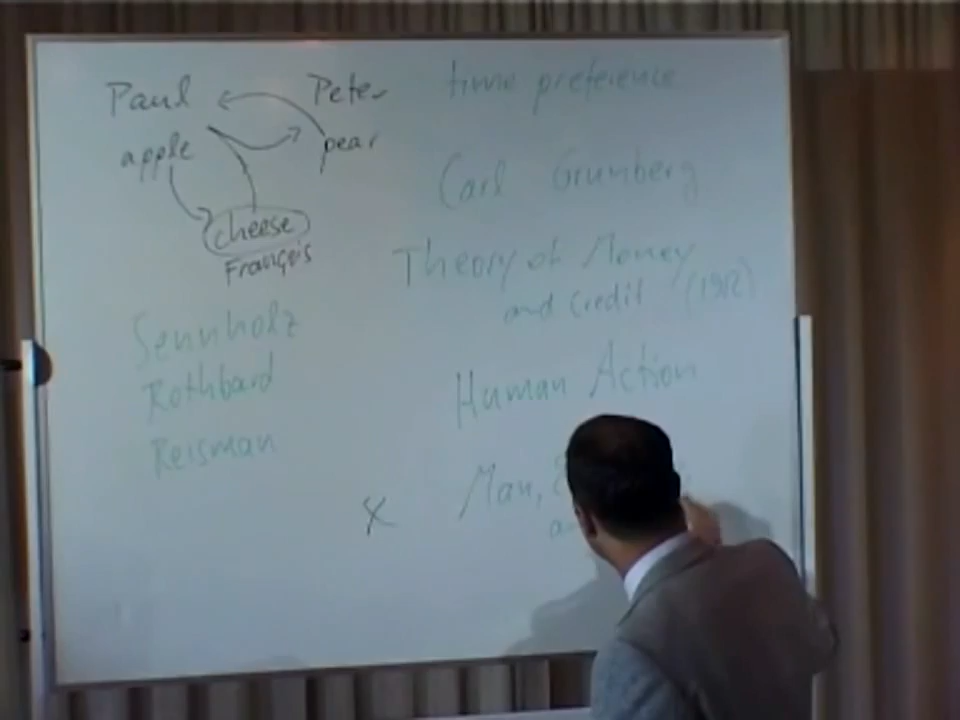 Paul
Peter
apple
pear
cheese
François
Sennholz
Rothbard
Reisman
X
time preference
Carl Grunberg
Theory of Money
and Credit (1912)
Human Action
Man,